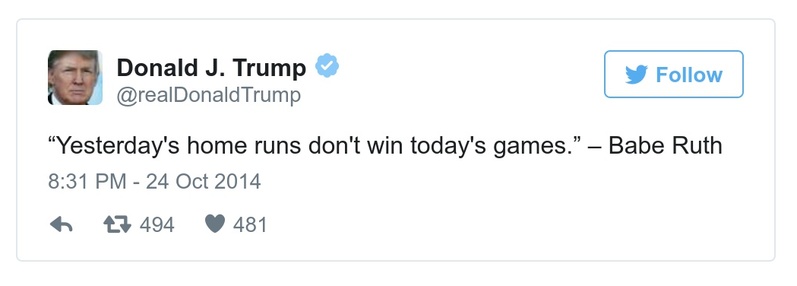 Donald J. Trump
Follow
@realDonaldTrump
“Yesterday's home runs don't win today's games.” – Babe Ruth
8:31 PM - 24 Oct 2014
494 481